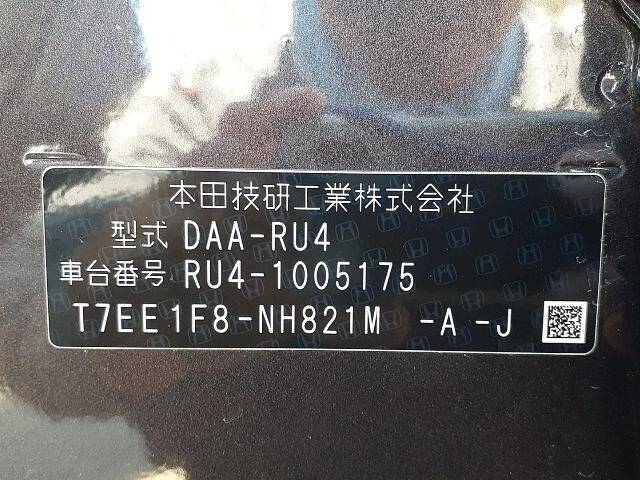 本田技研工業株式会社
型式 DAA-RU4
車台番号 RU4-1005175
T7EE1F8-NH821M -A -J